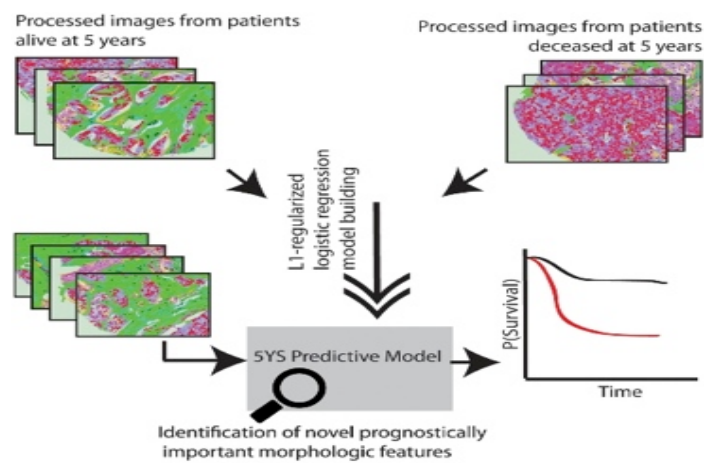 Processed images from patients
alive at 5 years
Processed images from patients
deceased at 5 years
L1-regularized
logistic regression
model building
5YS Predictive Model
P(Survival)
Time
Identification of novel prognostically
important morphologic features